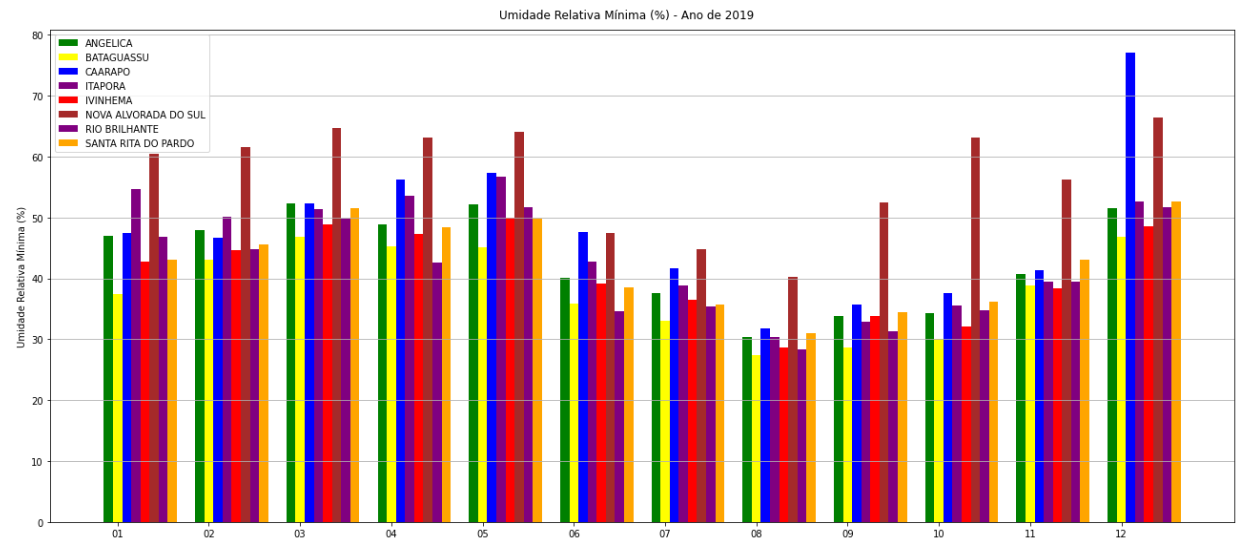 Umidade Relativa Mínima (%) - Ano de 2019
80
70
60
50
40
30
20
10
0
Umidade Relativa Mínima (%)
ANGELICA
BATAGUASSU
CAARAPO
ITAPORA
IVINHEMA
NOVA ALVORADA DO SUL
RIO BRILHANTE
SANTA RITA DO PARDO
01 02 03 04 05 06 07 08 09 10 11 12